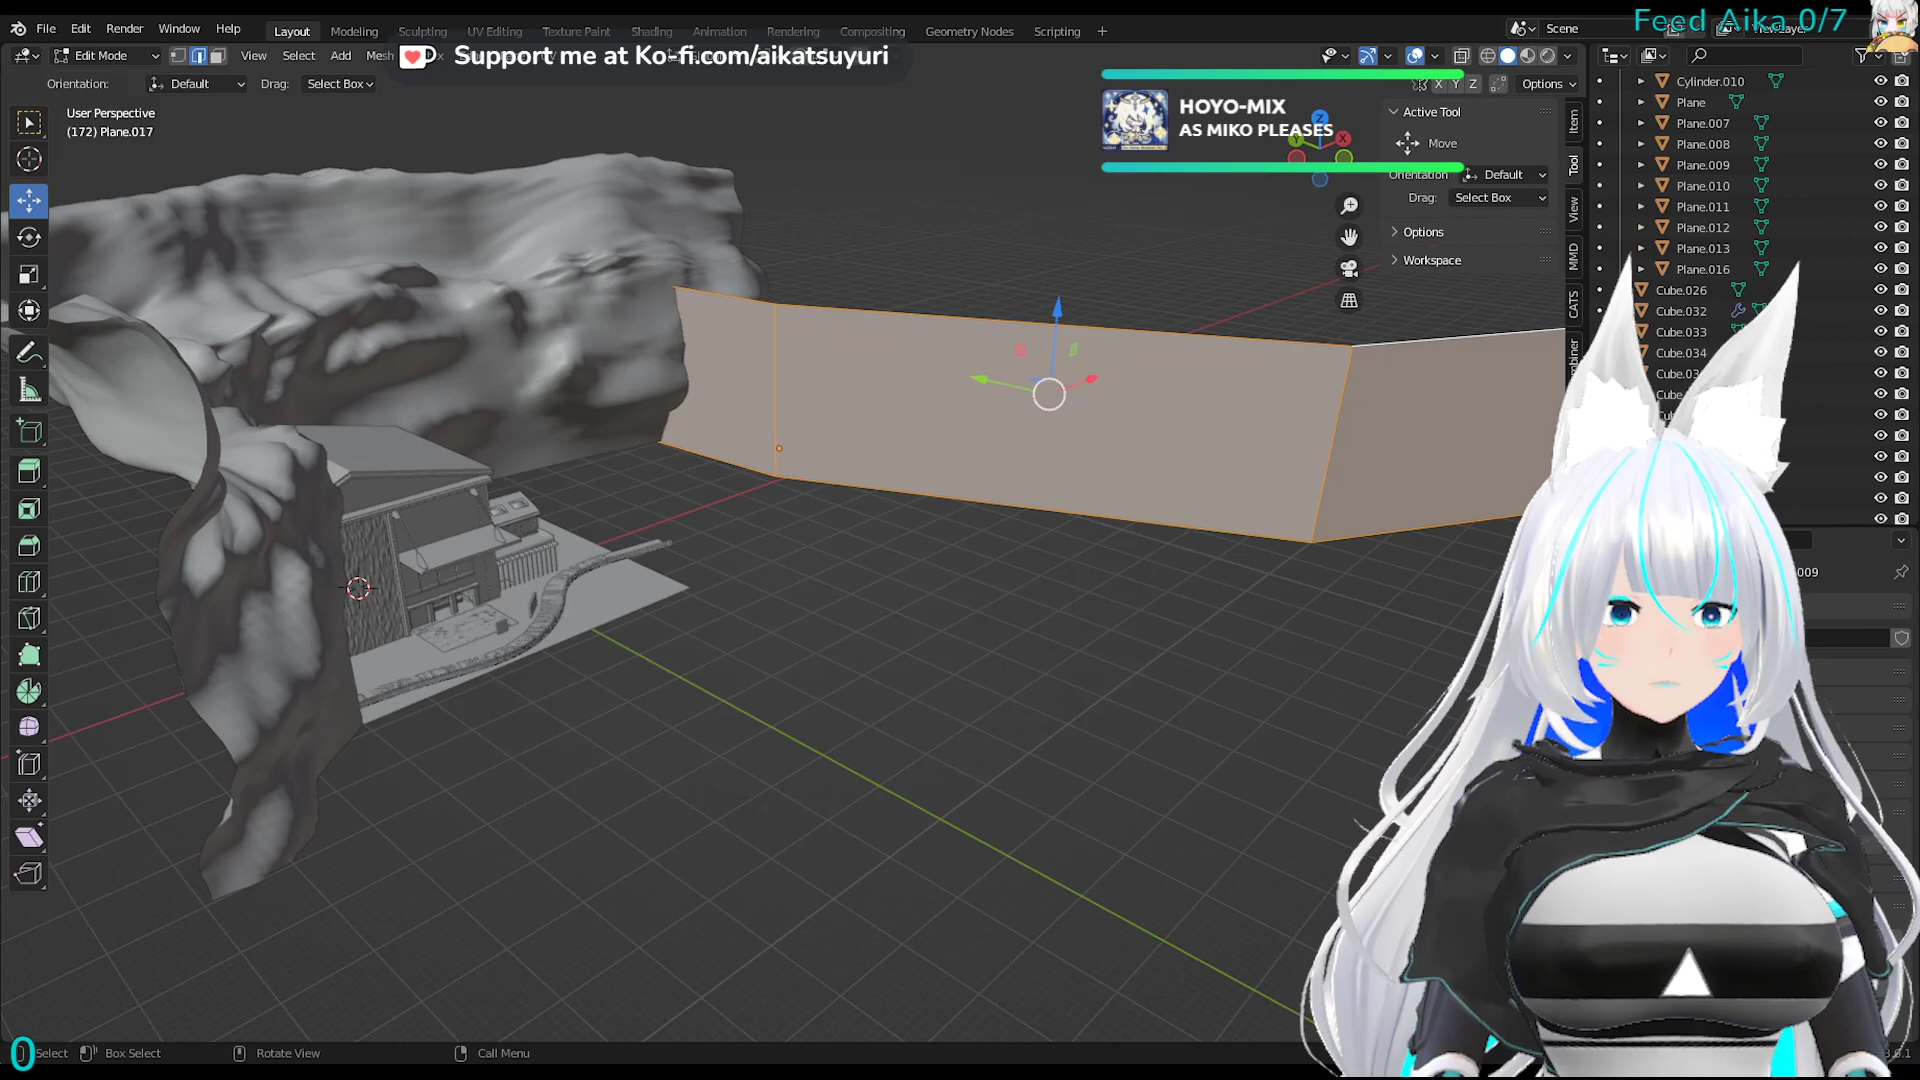 File Edit Render Window Help Layout Modeling Sculpting UV Editing Texture Paint Shading Animation Rendering Compositing Geometry Nodes Scripting + Scene
Feed Aika 0/7
Edit Mode View Select Add Mesh
Support me at Ko-fi.com/aikatsuyuri
Orientation: Default Drag: Select Box
X Y Z Options
User Perspective
(172) Plane.017
HOYO-MIX
AS MIKO PLEASES
Z
X
Y
Active Tool
Move
Orientation Default
Drag: Select Box
Options
Workspace
Item
Tool
View
MMD
CATS
Cylinder.010
Plane
Plane.007
Plane.008
Plane.009
Plane.010
Plane.011
Plane.012
Plane.013
Plane.016
Cube.026
Cube.032
Cube.033
Cube.034
Cube.03
Cube
009
0
Select Box Select Rotate View Call Menu